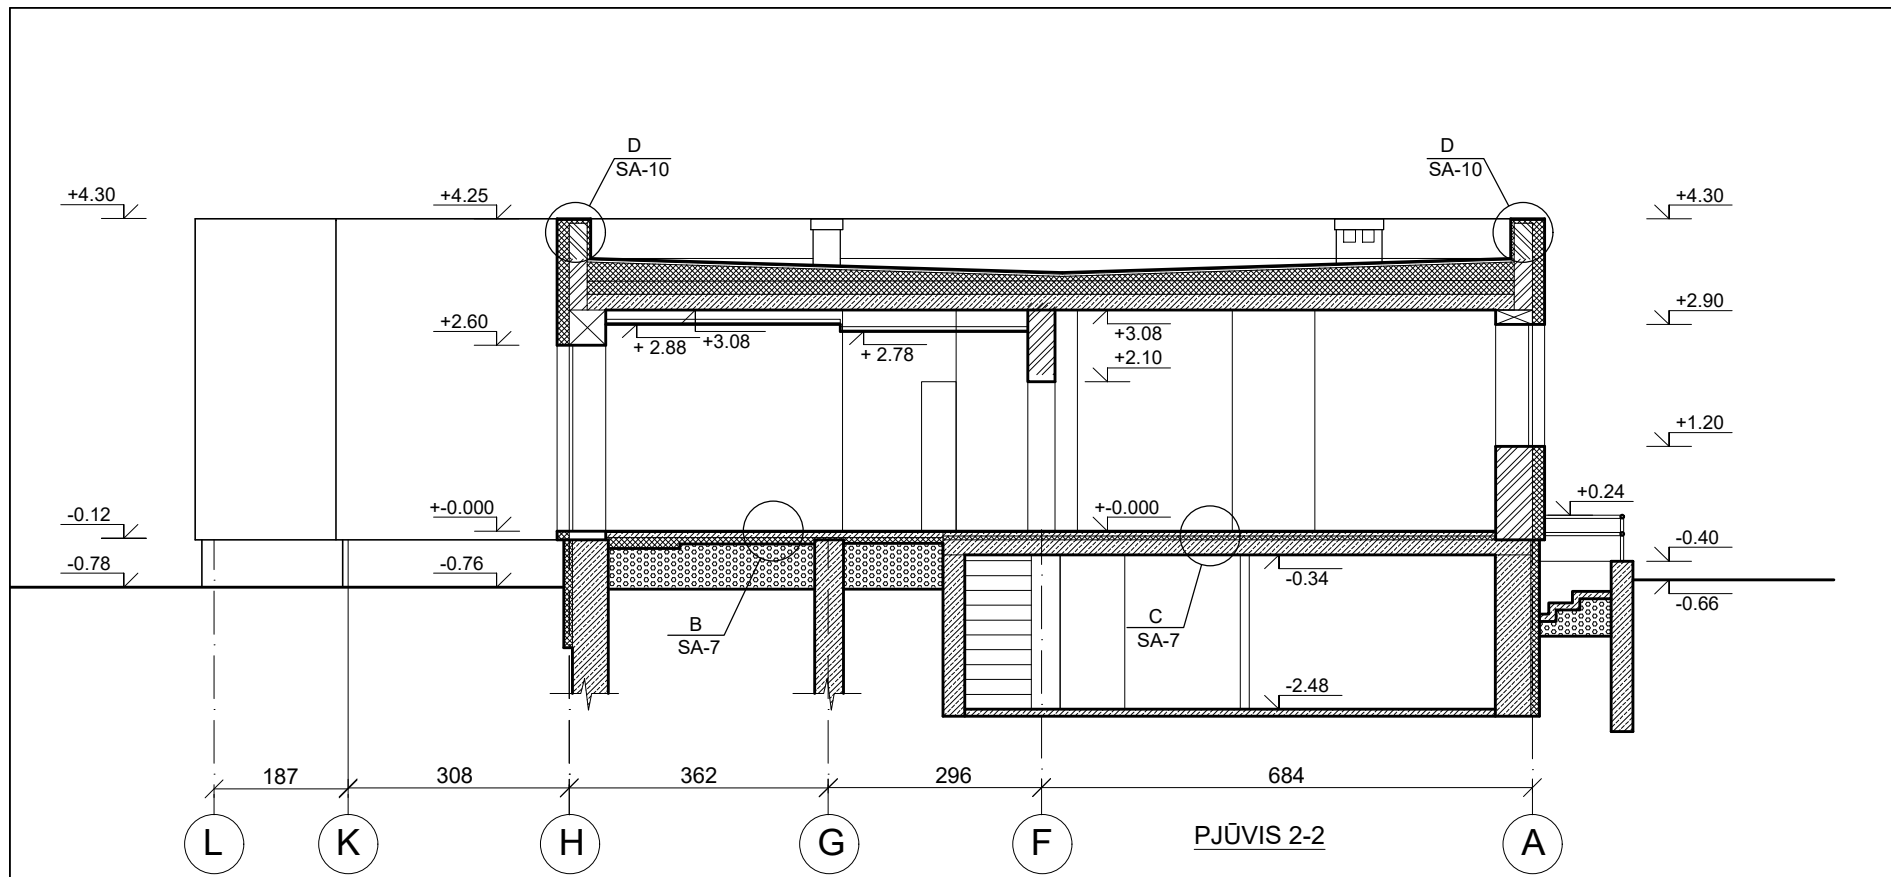 D
SA-10
D
SA-10
+4.30
+4.25
+4.30
+2.60
+2.90
+ 2.88
+3.08
+ 2.78
+3.08
+2.10
+1.20
-0.12
+-0.000
+-0.000
+0.24
-0.78
-0.76
-0.34
-0.40
-0.66
B
SA-7
C
SA-7
-2.48
187
308
362
296
684
L
K
H
G
F
PJŪVIS 2-2
A